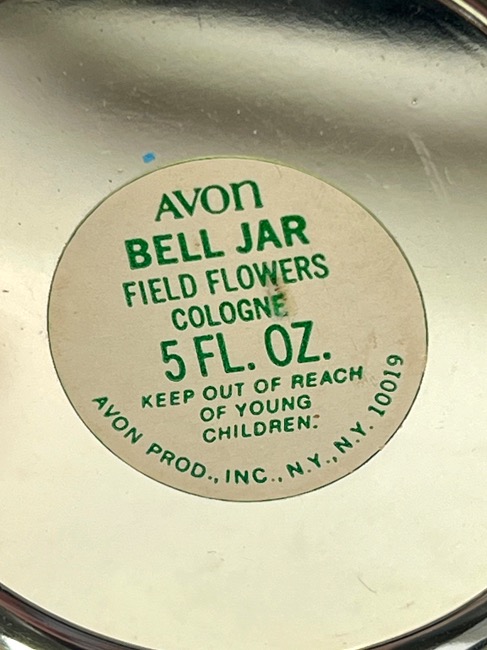 AVON
BELL JAR
FIELD FLOWERS
COLOGNE
5 FL. OZ.
KEEP OUT OF REACH
OF YOUNG
CHILDREN.
AVON PROD., INC., N.Y., N.Y. 10019